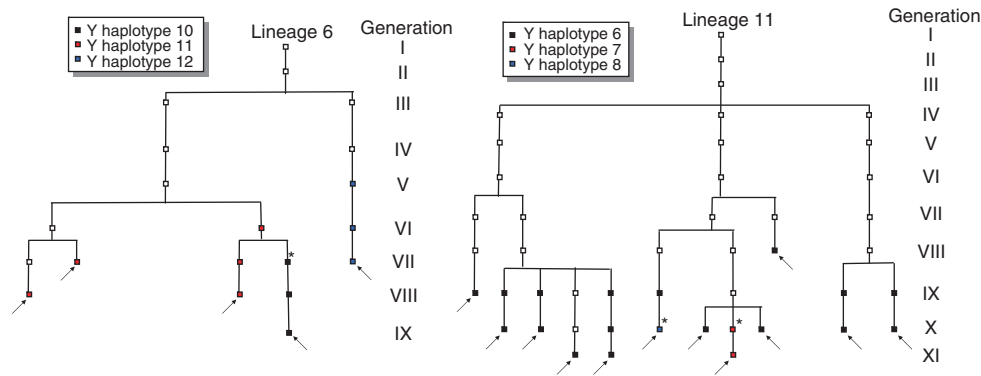 Y haplotype 10
Y haplotype 11
Y haplotype 12
Lineage 6
Generation
I
II
III
IV
V
VI
VII
VIII
IX
*
Y haplotype 6
Y haplotype 7
Y haplotype 8
Lineage 11
Generation
I
II
III
IV
V
VI
VII
VIII
IX
X
XI
*
*